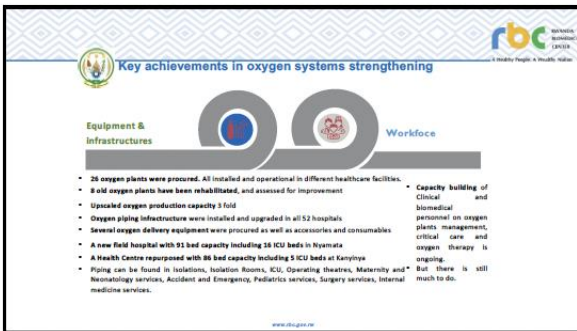 rbc
RWANDA
BIOMEDICAL
CENTER
A Healthy People, A Wealthy Nation
Key achievements in oxygen systems strengthening
Equipment &
infrastructures
Workfoce
• 26 oxygen plants were procured. All installed and operational in different healthcare facilities.
• 8 old oxygen plants have been rehabilitated, and assessed for improvement
• Upscaled oxygen production capacity 3 fold
• Oxygen piping infrastructure were installed and upgraded in all 52 hospitals
• Several oxygen delivery equipment were procured as well as accessories and consumables
• A new field hospital with 91 bed capacity including 16 ICU beds in Nyamata
• A Health Centre repurposed with 86 bed capacity including 5 ICU beds at Kanyinya
• Piping can be found in Isolations, Isolation Rooms, ICU, Operating theatres, Maternity and
Neonatology services, Accident and Emergency, Pediatrics services, Surgery services, Internal
medicine services.
• Capacity building of
Clinical and
biomedical
personnel on oxygen
plants management,
critical care and
oxygen therapy is
ongoing.
• But there is still
much to do.
www.rbc.gov.rw